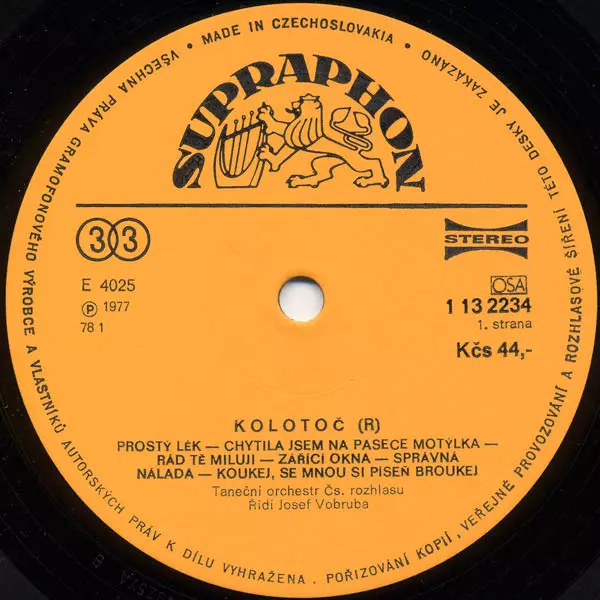 • MADE IN CZECHOSLOVAKIA •
VŠECHNA PRÁVA GRAMOFONOVÉHO VÝROBCE A VLASTNÍKŮ AUTORSKÝCH PRÁV K DÍLU VYHRAŽENA . POŘIZOVÁNÍ KOPIÍ, VEŘEJNÉ PROVOZOVÁNÍ A ROZHLASOVÉ ŠÍŘENÍ TÉTO DESKY JE ZAKÁZÁNO
SUPRAPHON
33
STEREO
E 4025
OSA
℗ 1977
1 13 2234
78 1
1. strana
Kčs 44,-
KOLOTOČ (R)
PROSTÝ LÉK — CHYTILA JSEM NA PASECE MOTÝLKA —
RÁD TĚ MILUJI — ZÁŘÍCÍ OKNA — SPRÁVNÁ
NÁLADA — KOUKEJ, SE MNOU SI PÍSEŇ BROUKEJ
Taneční orchestr Čs. rozhlasu
Řídí Josef Vobruba